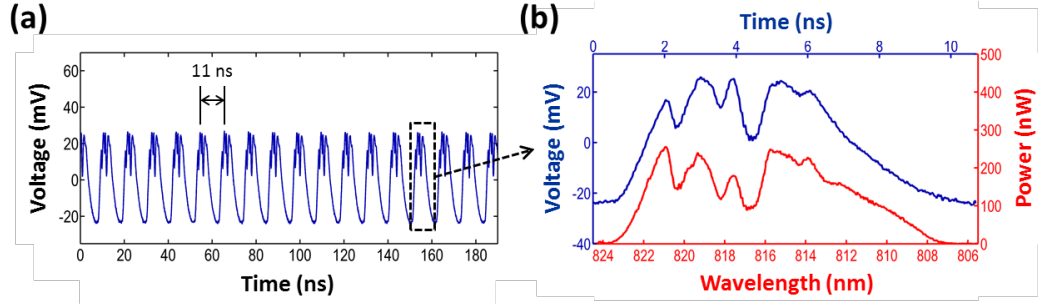 (a)
60
40
20
0
-20
Voltage (mV)
11 ns
0 20 40 60 80 100 120 140 160 180
Time (ns)
(b)
Time (ns)
0 2 4 6 8 10
20
0
-20
-40
Voltage (mV)
500
400
300
200
100
0
Power (nW)
824 822 820 818 816 814 812 810 808 806
Wavelength (nm)